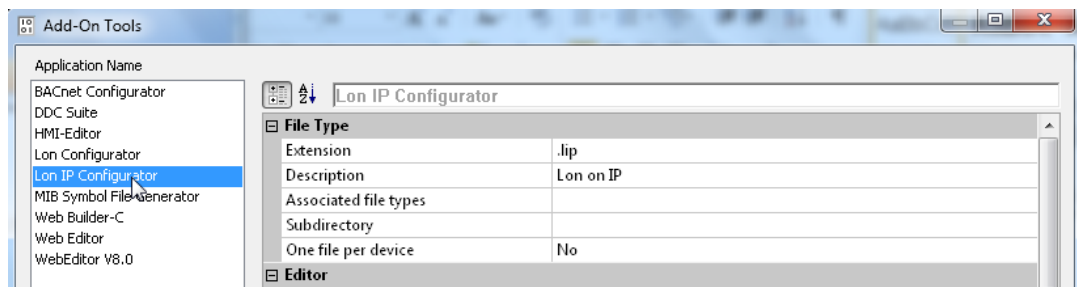 Add-On Tools
Application Name
BACnet Configurator
DDC Suite
HMI-Editor
Lon Configurator
Lon IP Configurator
MIB Symbol File Generator
Web Builder-C
Web Editor
WebEditor V8.0
Lon IP Configurator
File Type
Extension .lip
Description Lon on IP
Associated file types
Subdirectory
One file per device No
Editor